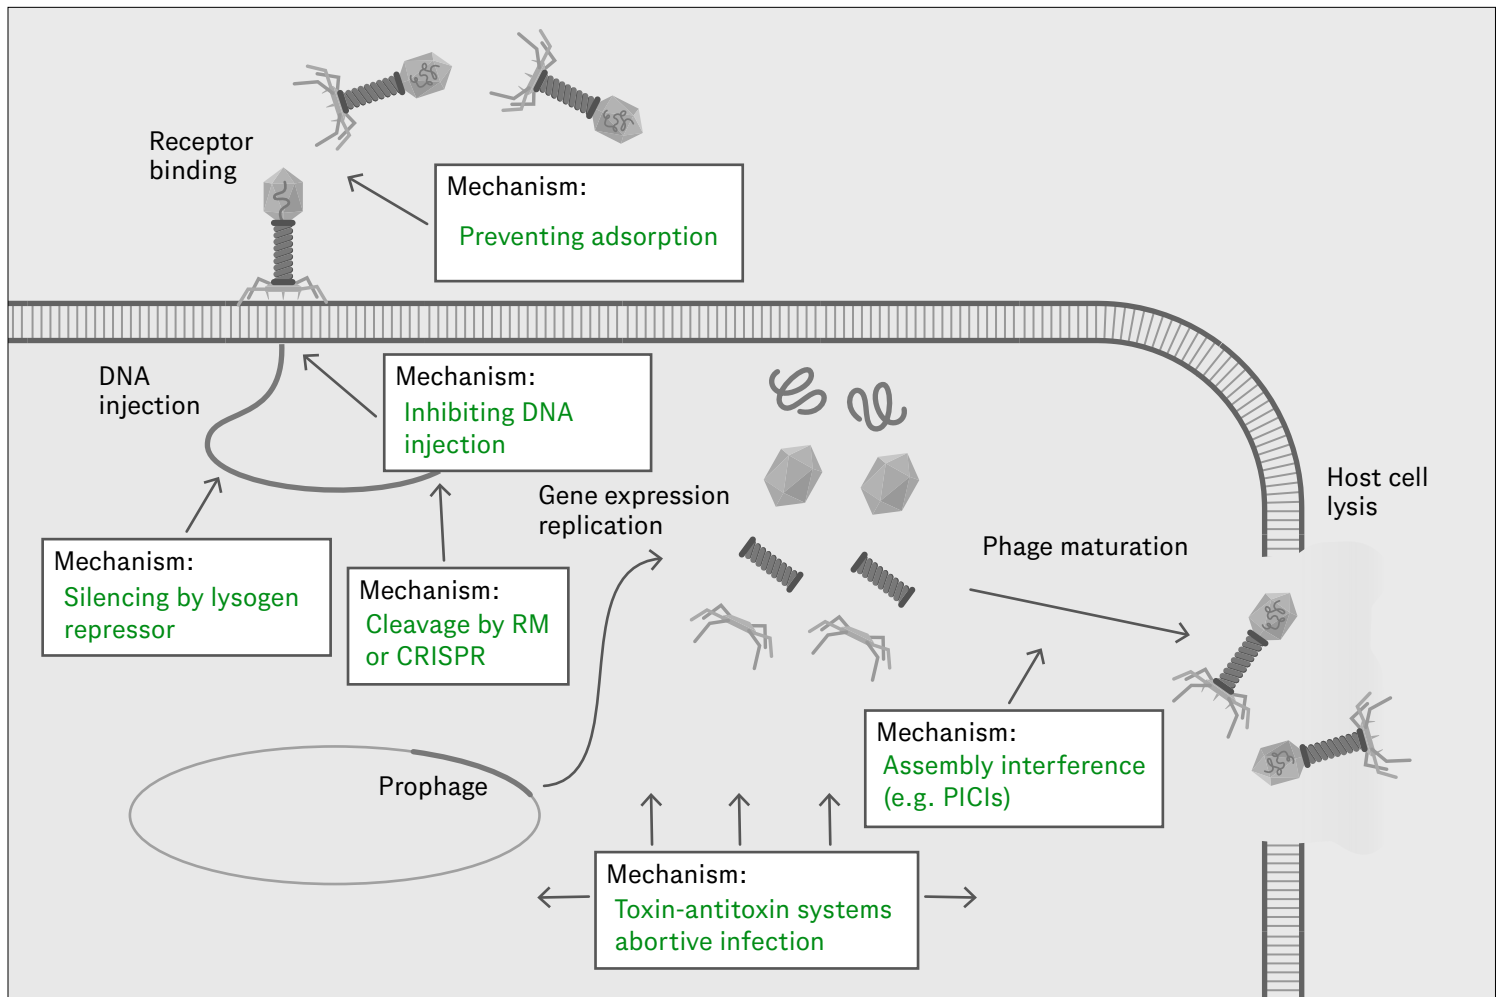 Receptor
binding
Mechanism:
Preventing adsorption
DNA
injection
Mechanism:
Inhibiting DNA
injection
Mechanism:
Silencing by lysogen
repressor
Mechanism:
Cleavage by RM
or CRISPR
Gene expression
replication
Phage maturation
Host cell
lysis
Prophage
Mechanism:
Assembly interference
(e.g. PICIs)
Mechanism:
Toxin-antitoxin systems
abortive infection